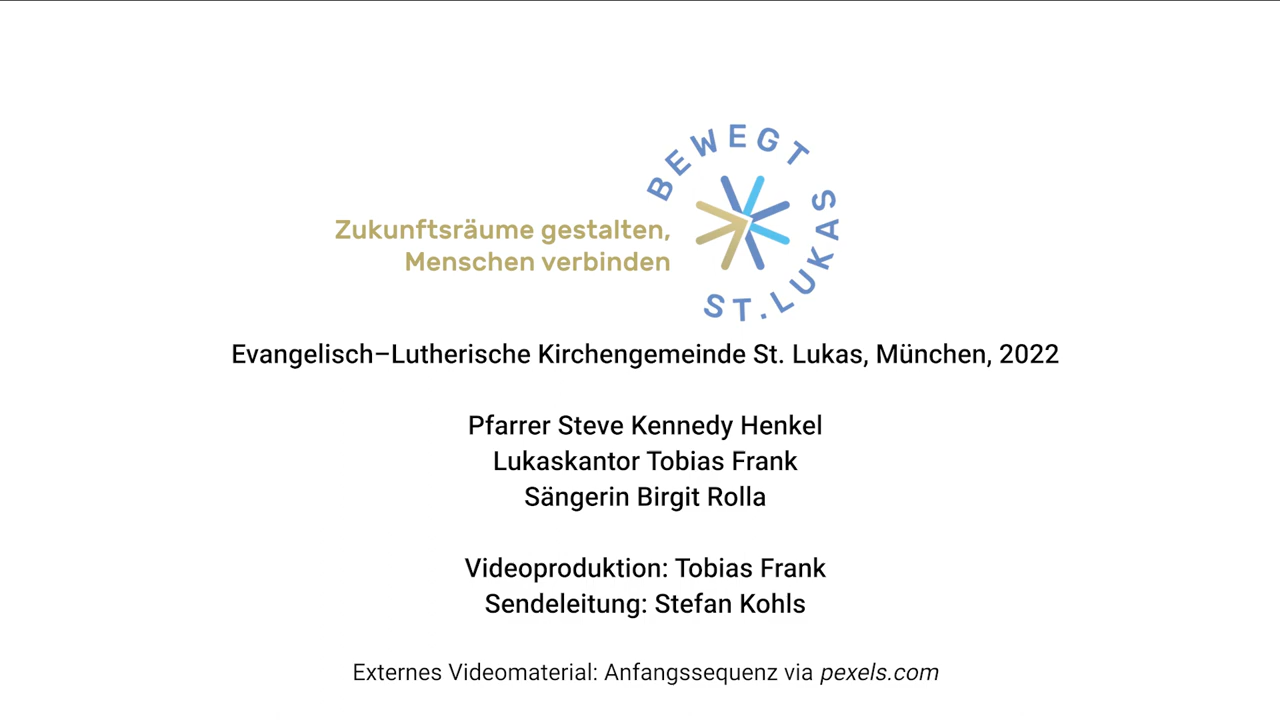 BEWEGT
ST. LUKAS
Zukunftsräume gestalten,
Menschen verbinden
Evangelisch–Lutherische Kirchengemeinde St. Lukas, München, 2022
Pfarrer Steve Kennedy Henkel
Lukaskantor Tobias Frank
Sängerin Birgit Rolla
Videoproduktion: Tobias Frank
Sendeleitung: Stefan Kohls
Externes Videomaterial: Anfangssequenz via pexels.com